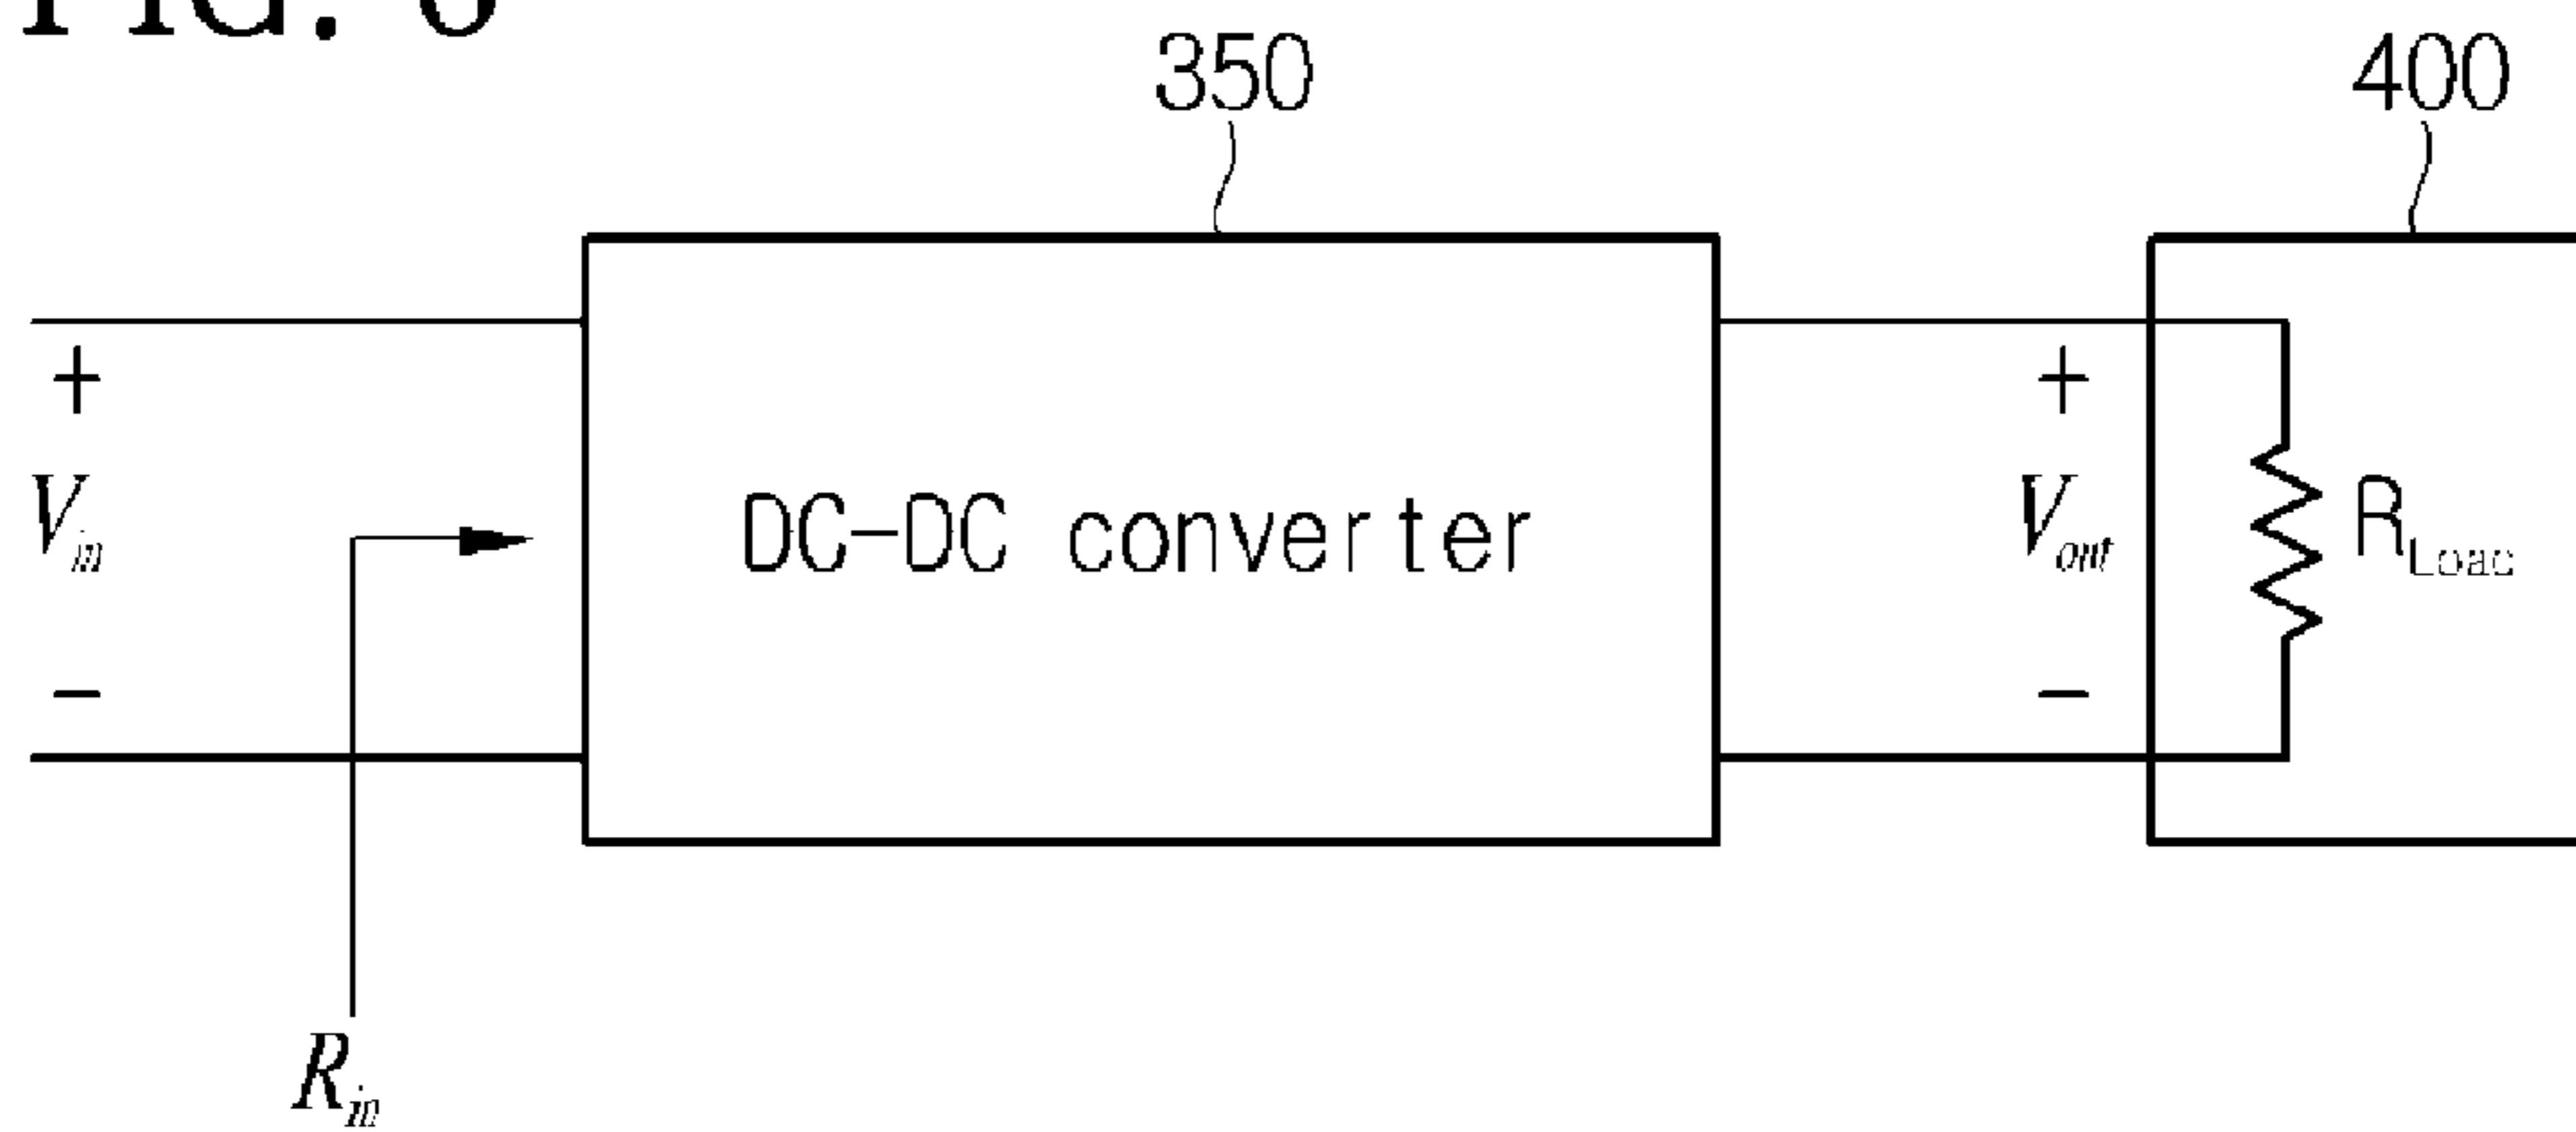 350
400
+
+
V_in
DC-DC converter
V_out
R_Load
−
−
R_in